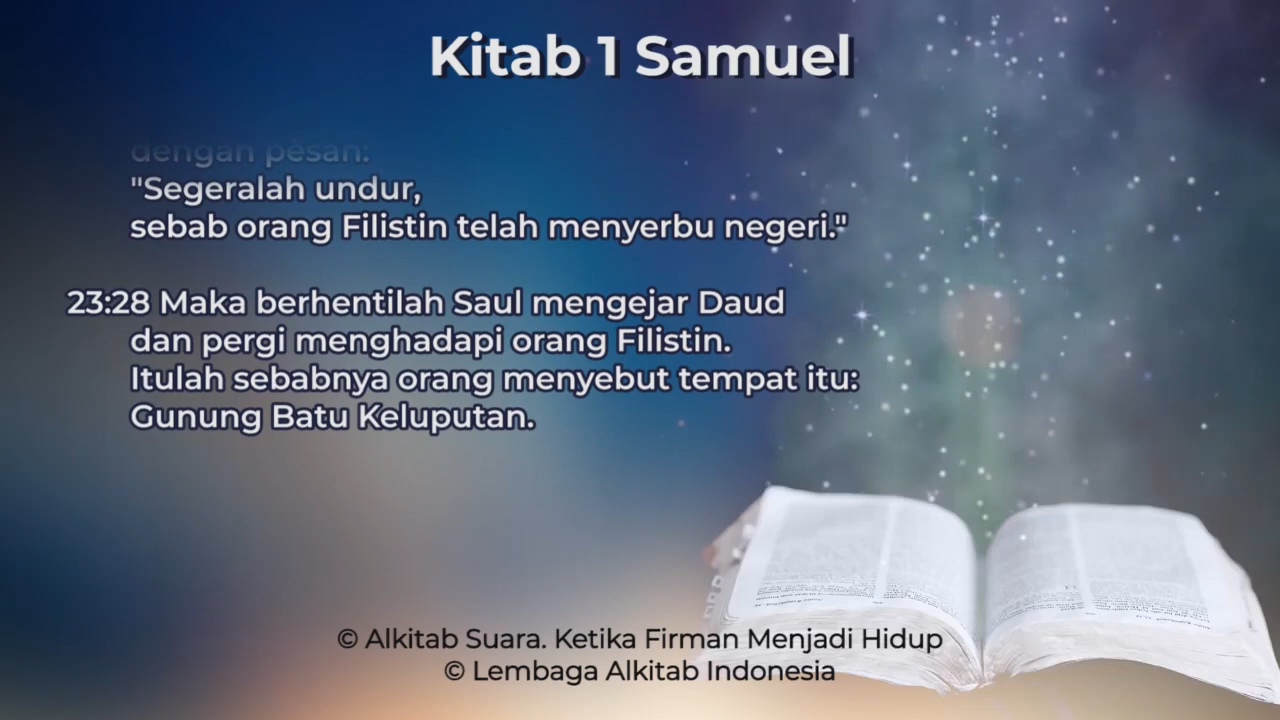 Kitab 1 Samuel
dengan pesan:
"Segeralah undur,
sebab orang Filistin telah menyerbu negeri."
23:28 Maka berhentilah Saul mengejar Daud
dan pergi menghadapi orang Filistin.
Itulah sebabnya orang menyebut tempat itu:
Gunung Batu Keluputan.
© Alkitab Suara. Ketika Firman Menjadi Hidup
© Lembaga Alkitab Indonesia